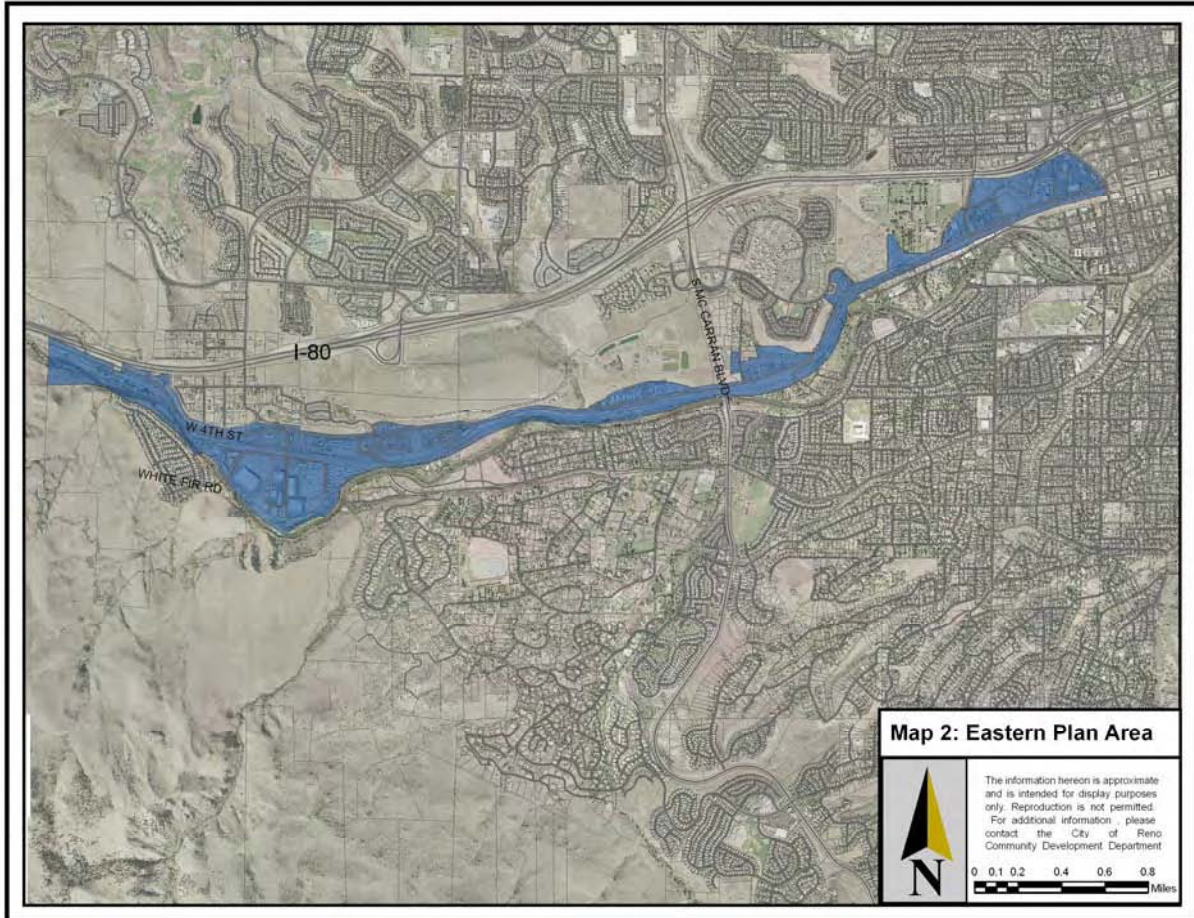 I-80
S MC CARRAN BLVD
W 4TH ST
WHITE FIR RD
Map 2: Eastern Plan Area
The information hereon is approximate
and is intended for display purposes
only. Reproduction is not permitted.
For additional information , please
contact the City of Reno
Community Development Department
N
0 0.1 0.2 0.4 0.6 0.8
Miles